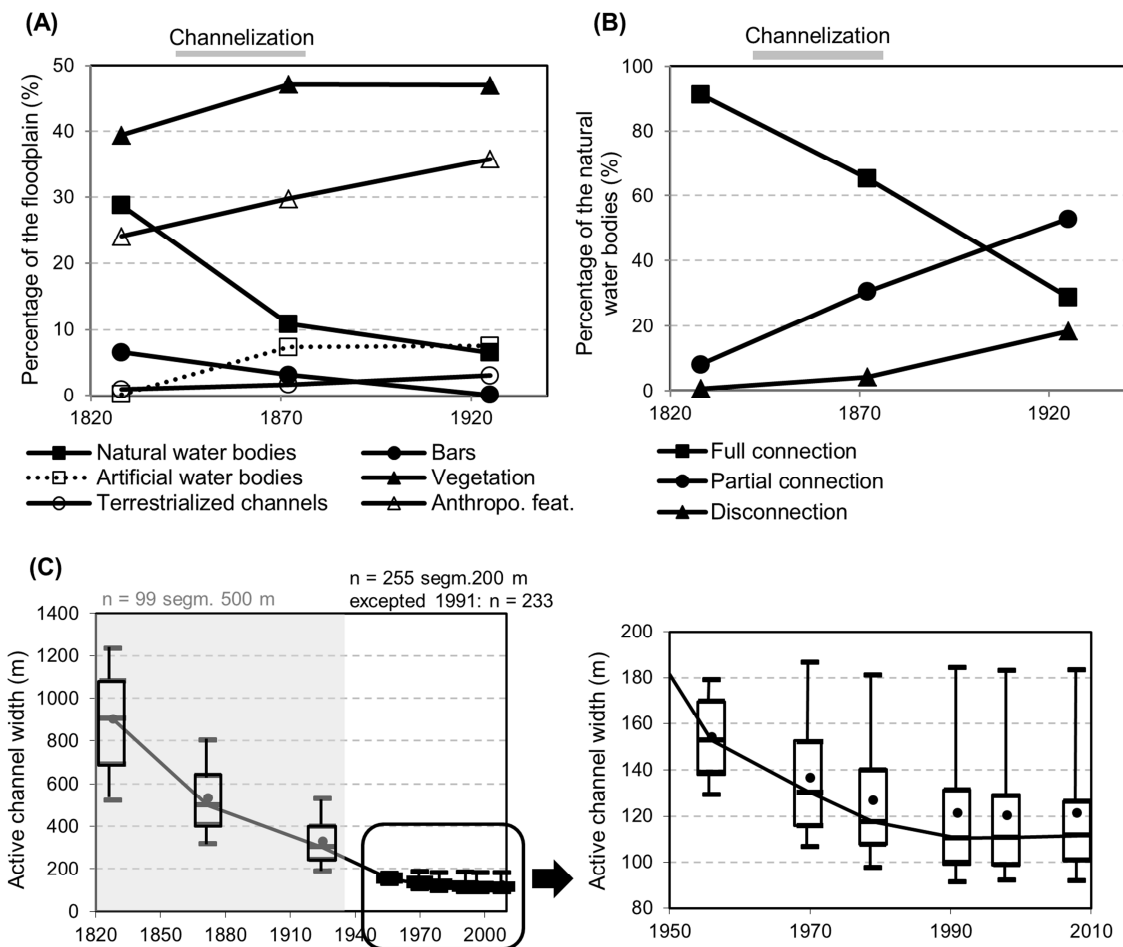 (A)
Channelization
Percentage of the floodplain (%)
50
40
30
20
10
0
1820
1870
1920
Natural water bodies
Bars
Artificial water bodies
Vegetation
Terrestrialized channels
Anthropo. feat.
(B)
Channelization
Percentage of the natural
water bodies (%)
100
80
60
40
20
0
1820
1870
1920
Full connection
Partial connection
Disconnection
(C)
n = 99 segm. 500 m
n = 255 segm.200 m
excepted 1991: n = 233
Active channel width (m)
1400
1200
1000
800
600
400
200
0
1820
1850
1880
1910
1940
1970
2000
Active channel width (m)
200
180
160
140
120
100
80
1950
1960
1970
1980
1990
2000
2010